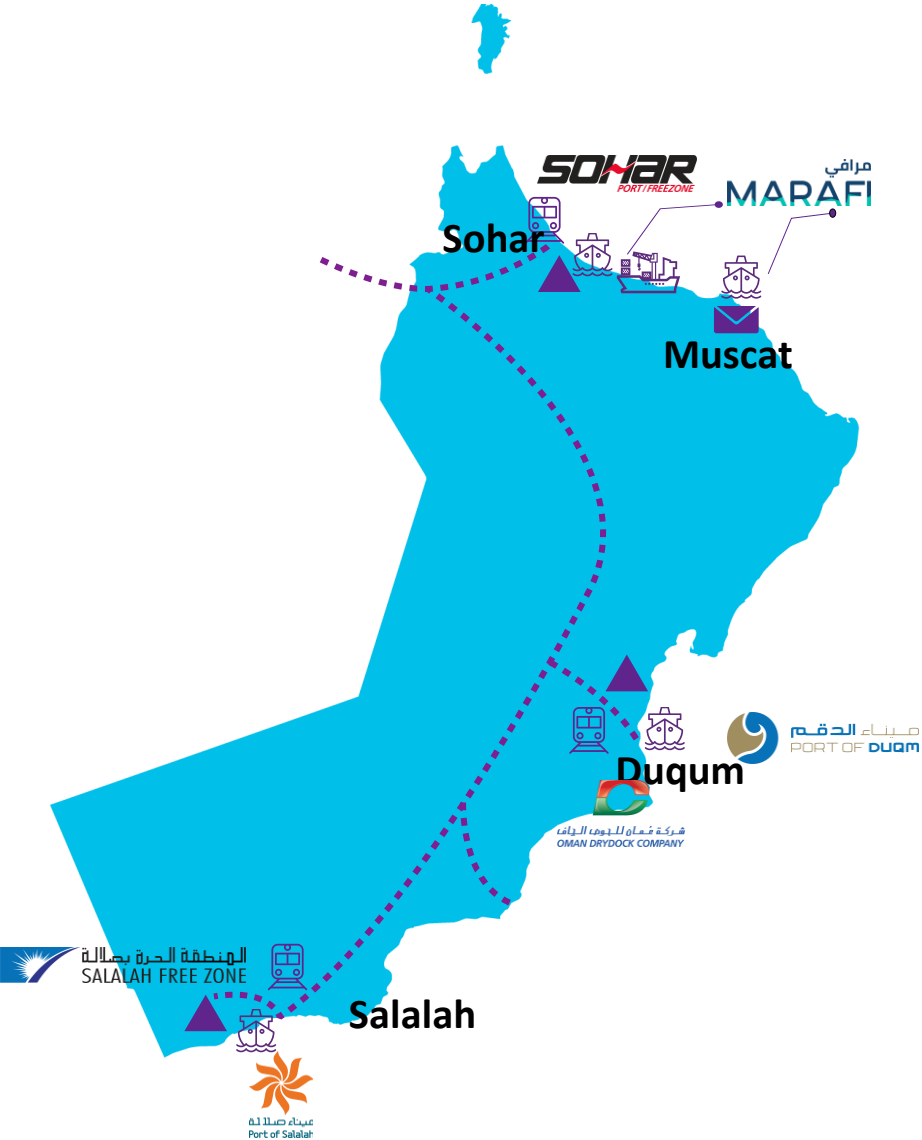 SOHAR
PORT/FREEZONE
مرافي
MARAFI
Sohar
Muscat
ميناء الدقم
PORT OF DUQM
Duqum
OMAN DRYDOCK COMPANY
المنطقة الحرة بصلالة
SALALAH FREE ZONE
Salalah
ميناء صلالة
Port of Salalah